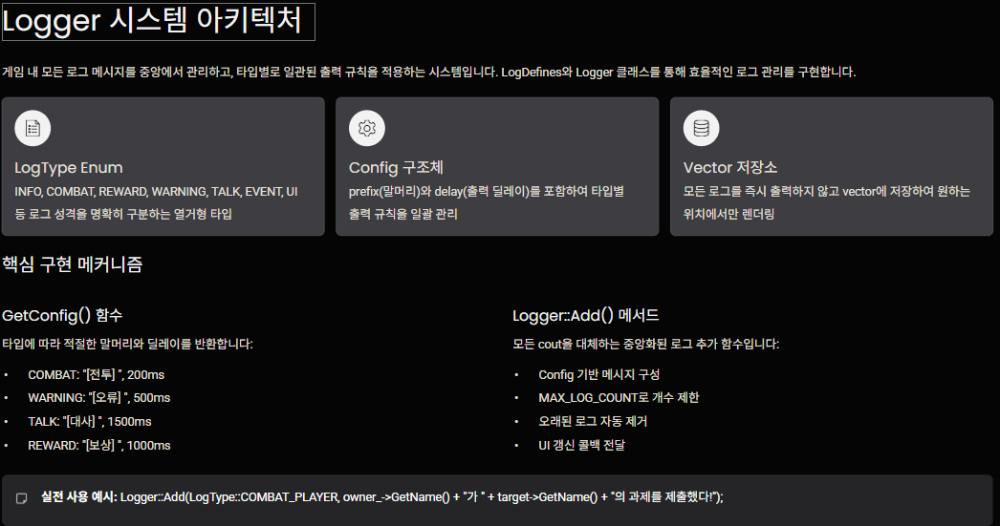 Logger 시스템 아키텍처
게임 내 모든 로그 메시지를 중앙에서 관리하고, 타입별로 일관된 출력 규칙을 적용하는 시스템입니다. LogDefines와 Logger 클래스를 통해 효율적인 로그 관리를 구현합니다.
LogType Enum
INFO, COMBAT, REWARD, WARNING, TALK, EVENT, UI
등 로그 성격을 명확히 구분하는 열거형 타입
Config 구조체
prefix(말머리)와 delay(출력 딜레이)를 포함하여 타입별
출력 규칙을 일괄 관리
Vector 저장소
모든 로그를 즉시 출력하지 않고 vector에 저장하여 원하는
위치에서만 렌더링
핵심 구현 메커니즘
GetConfig() 함수
타입에 따라 적절한 말머리와 딜레이를 반환합니다:
• COMBAT: "[전투] ", 200ms
• WARNING: "[오류] ", 500ms
• TALK: "[대사] ", 1500ms
• REWARD: "[보상] ", 1000ms
Logger::Add() 메서드
모든 cout을 대체하는 중앙화된 로그 추가 함수입니다:
• Config 기반 메시지 구성
• MAX_LOG_COUNT로 개수 제한
• 오래된 로그 자동 제거
• UI 갱신 콜백 전달
실전 사용 예시: Logger::Add(LogType::COMBAT_PLAYER, owner_->GetName() + "가 " + target->GetName() + "의 과제를 제출했다!");